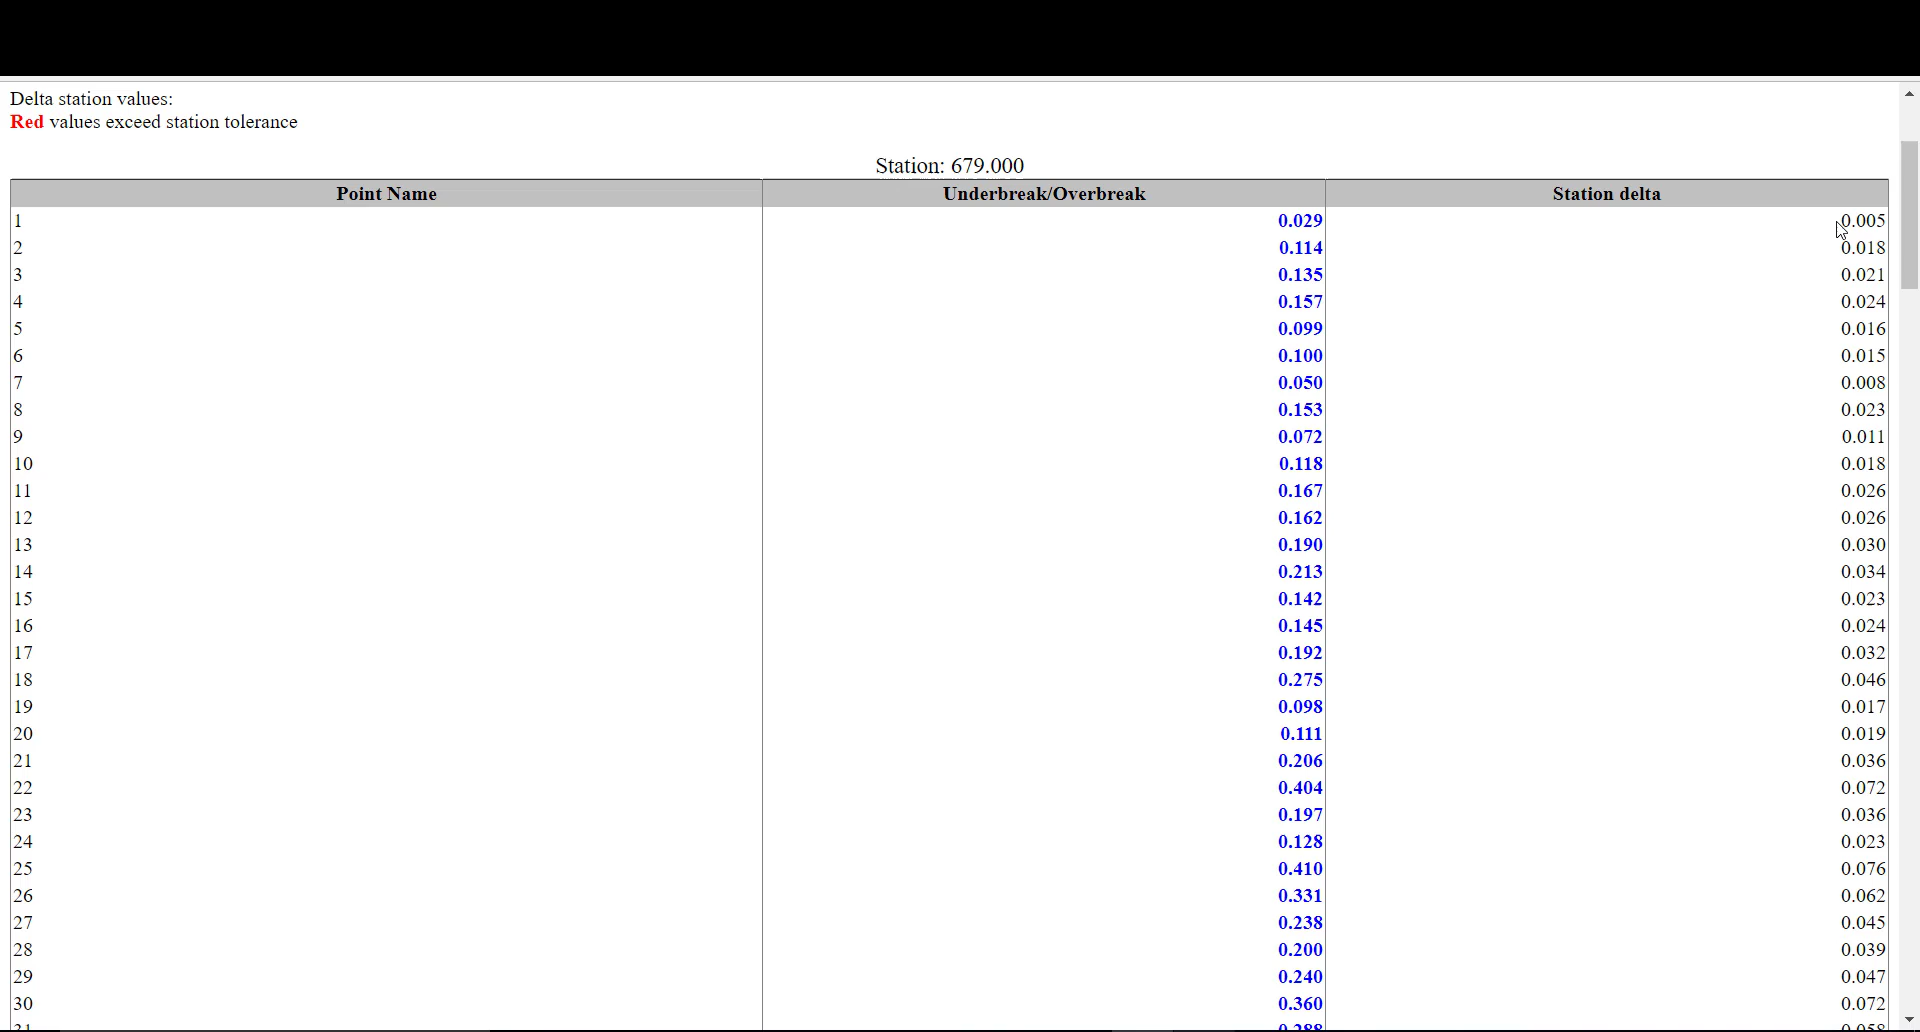 Delta station values:
Red values exceed station tolerance
Station: 679.000
Point Name Underbreak/Overbreak Station delta
1 0.029 0.005
2 0.114 0.018
3 0.135 0.021
4 0.157 0.024
5 0.099 0.016
6 0.100 0.015
7 0.050 0.008
8 0.153 0.023
9 0.072 0.011
10 0.118 0.018
11 0.167 0.026
12 0.162 0.026
13 0.190 0.030
14 0.213 0.034
15 0.142 0.023
16 0.145 0.024
17 0.192 0.032
18 0.275 0.046
19 0.098 0.017
20 0.111 0.019
21 0.206 0.036
22 0.404 0.072
23 0.197 0.036
24 0.128 0.023
25 0.410 0.076
26 0.331 0.062
27 0.238 0.045
28 0.200 0.039
29 0.240 0.047
30 0.360 0.072